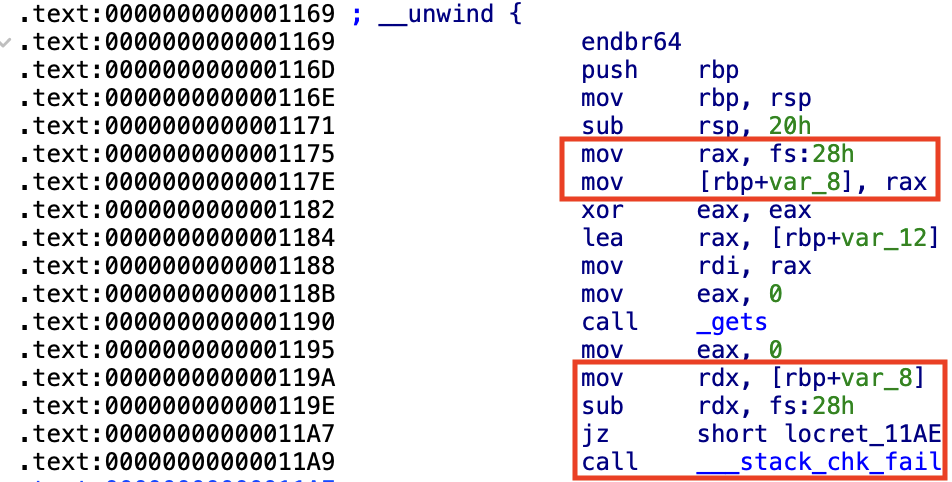 .text:0000000000001169 ; __unwind {
.text:0000000000001169 endbr64
.text:000000000000116D push rbp
.text:000000000000116E mov rbp, rsp
.text:0000000000001171 sub rsp, 20h
.text:0000000000001175 mov rax, fs:28h
.text:000000000000117E mov [rbp+var_8], rax
.text:0000000000001182 xor eax, eax
.text:0000000000001184 lea rax, [rbp+var_12]
.text:0000000000001188 mov rdi, rax
.text:000000000000118B mov eax, 0
.text:0000000000001190 call _gets
.text:0000000000001195 mov eax, 0
.text:000000000000119A mov rdx, [rbp+var_8]
.text:000000000000119E sub rdx, fs:28h
.text:00000000000011A7 jz short locret_11AE
.text:00000000000011A9 call ___stack_chk_fail